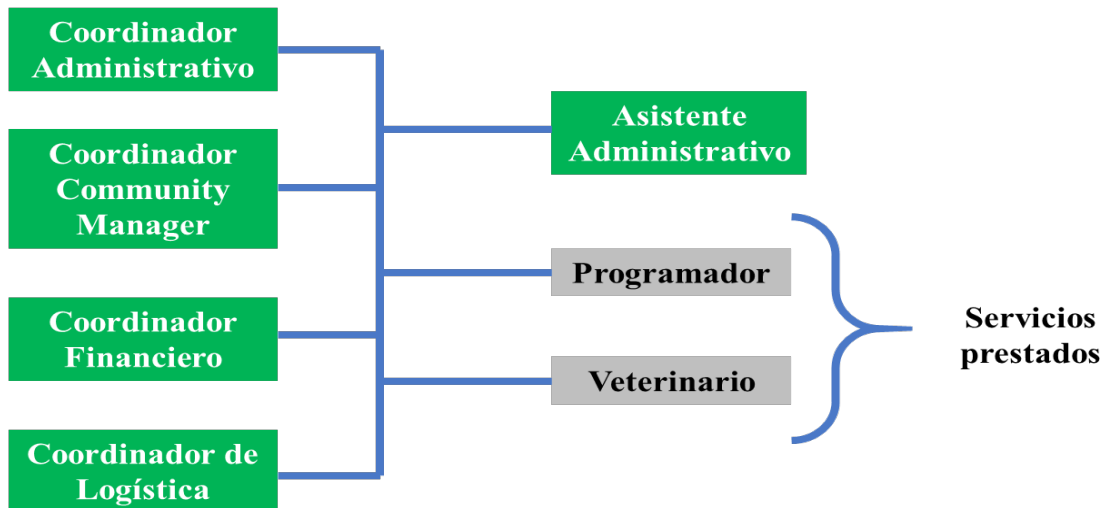 Coordinador
Administrativo
Coordinador
Community
Manager
Coordinador
Financiero
Coordinador de
Logística
Asistente
Administrativo
Programador
Veterinario
Servicios
prestados